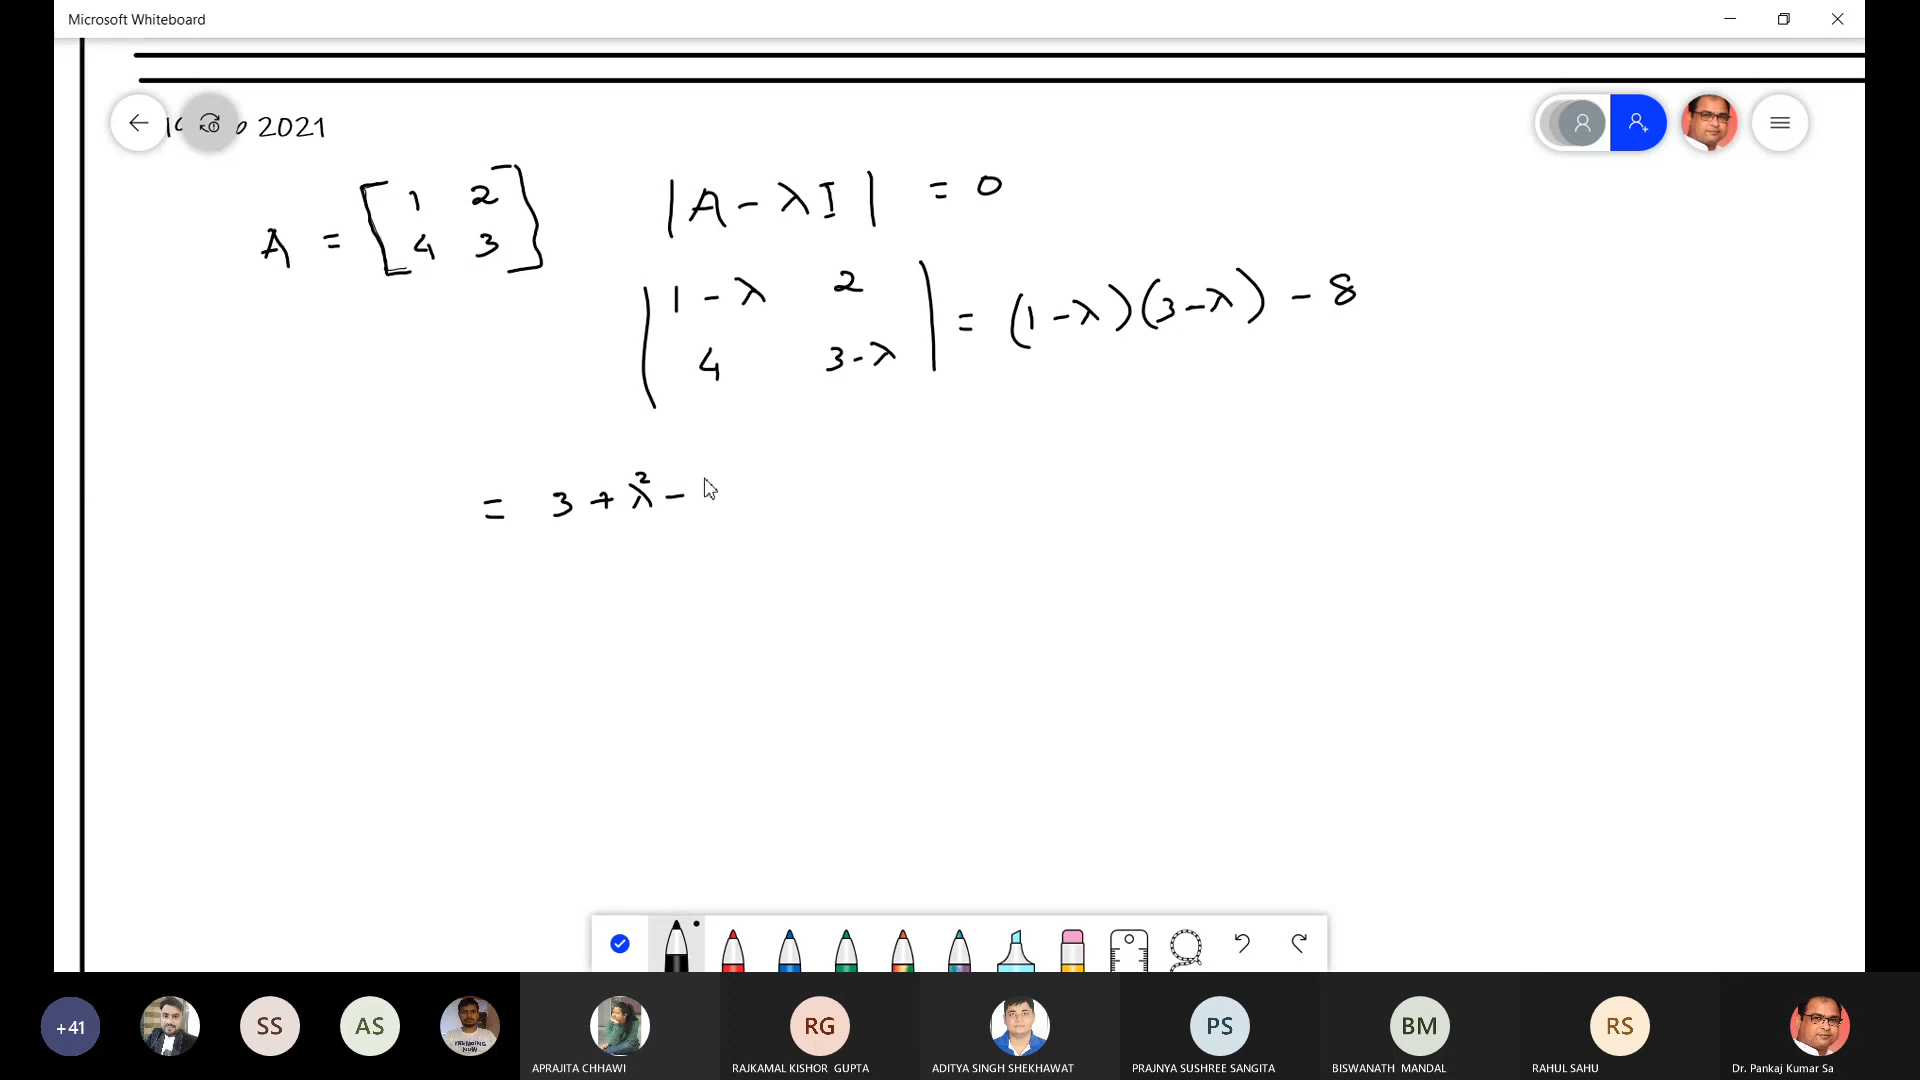 Microsoft Whiteboard
2021
A = [1 2
4 3]
|A - λI| = 0
|1 - λ 2
4 3 - λ| = (1 - λ)(3 - λ) - 8
= 3 + λ² -
+41
SS
AS
TRENDING NOW
APRAJITA CHHAWI
RG
RAJKAMAL KISHOR GUPTA
ADITYA SINGH SHEKHAWAT
PS
PRAJNYA SUSHREE SANGITA
BM
BISWANATH MANDAL
RS
RAHUL SAHU
Dr. Pankaj Kumar Sa